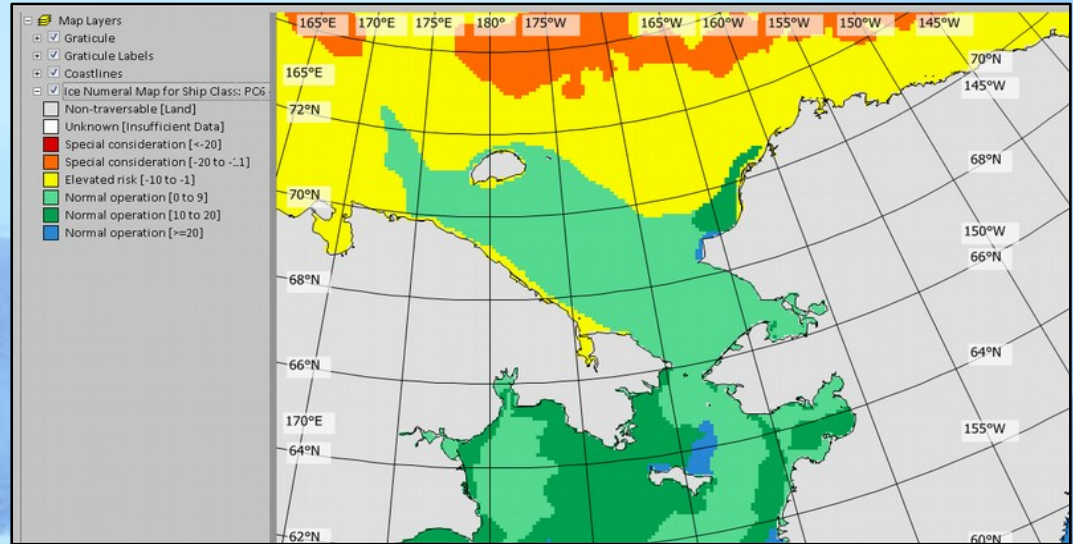 Map Layers
Graticule
Graticule Labels
Coastlines
Ice Numeral Map for Ship Class: PC6 -
Non-traversable [Land]
Unknown [Insufficient Data]
Special consideration [<-20]
Special consideration [-20 to -11]
Elevated risk [-10 to -1]
Normal operation [0 to 9]
Normal operation [10 to 20]
Normal operation [>=20]
165°E 170°E 175°E 180° 175°W 165°W 160°W 155°W 150°W 145°W
70°N
165°E
145°W
72°N
68°N
70°N
150°W
66°N
68°N
64°N
66°N
170°E
155°W
64°N
62°N
60°N